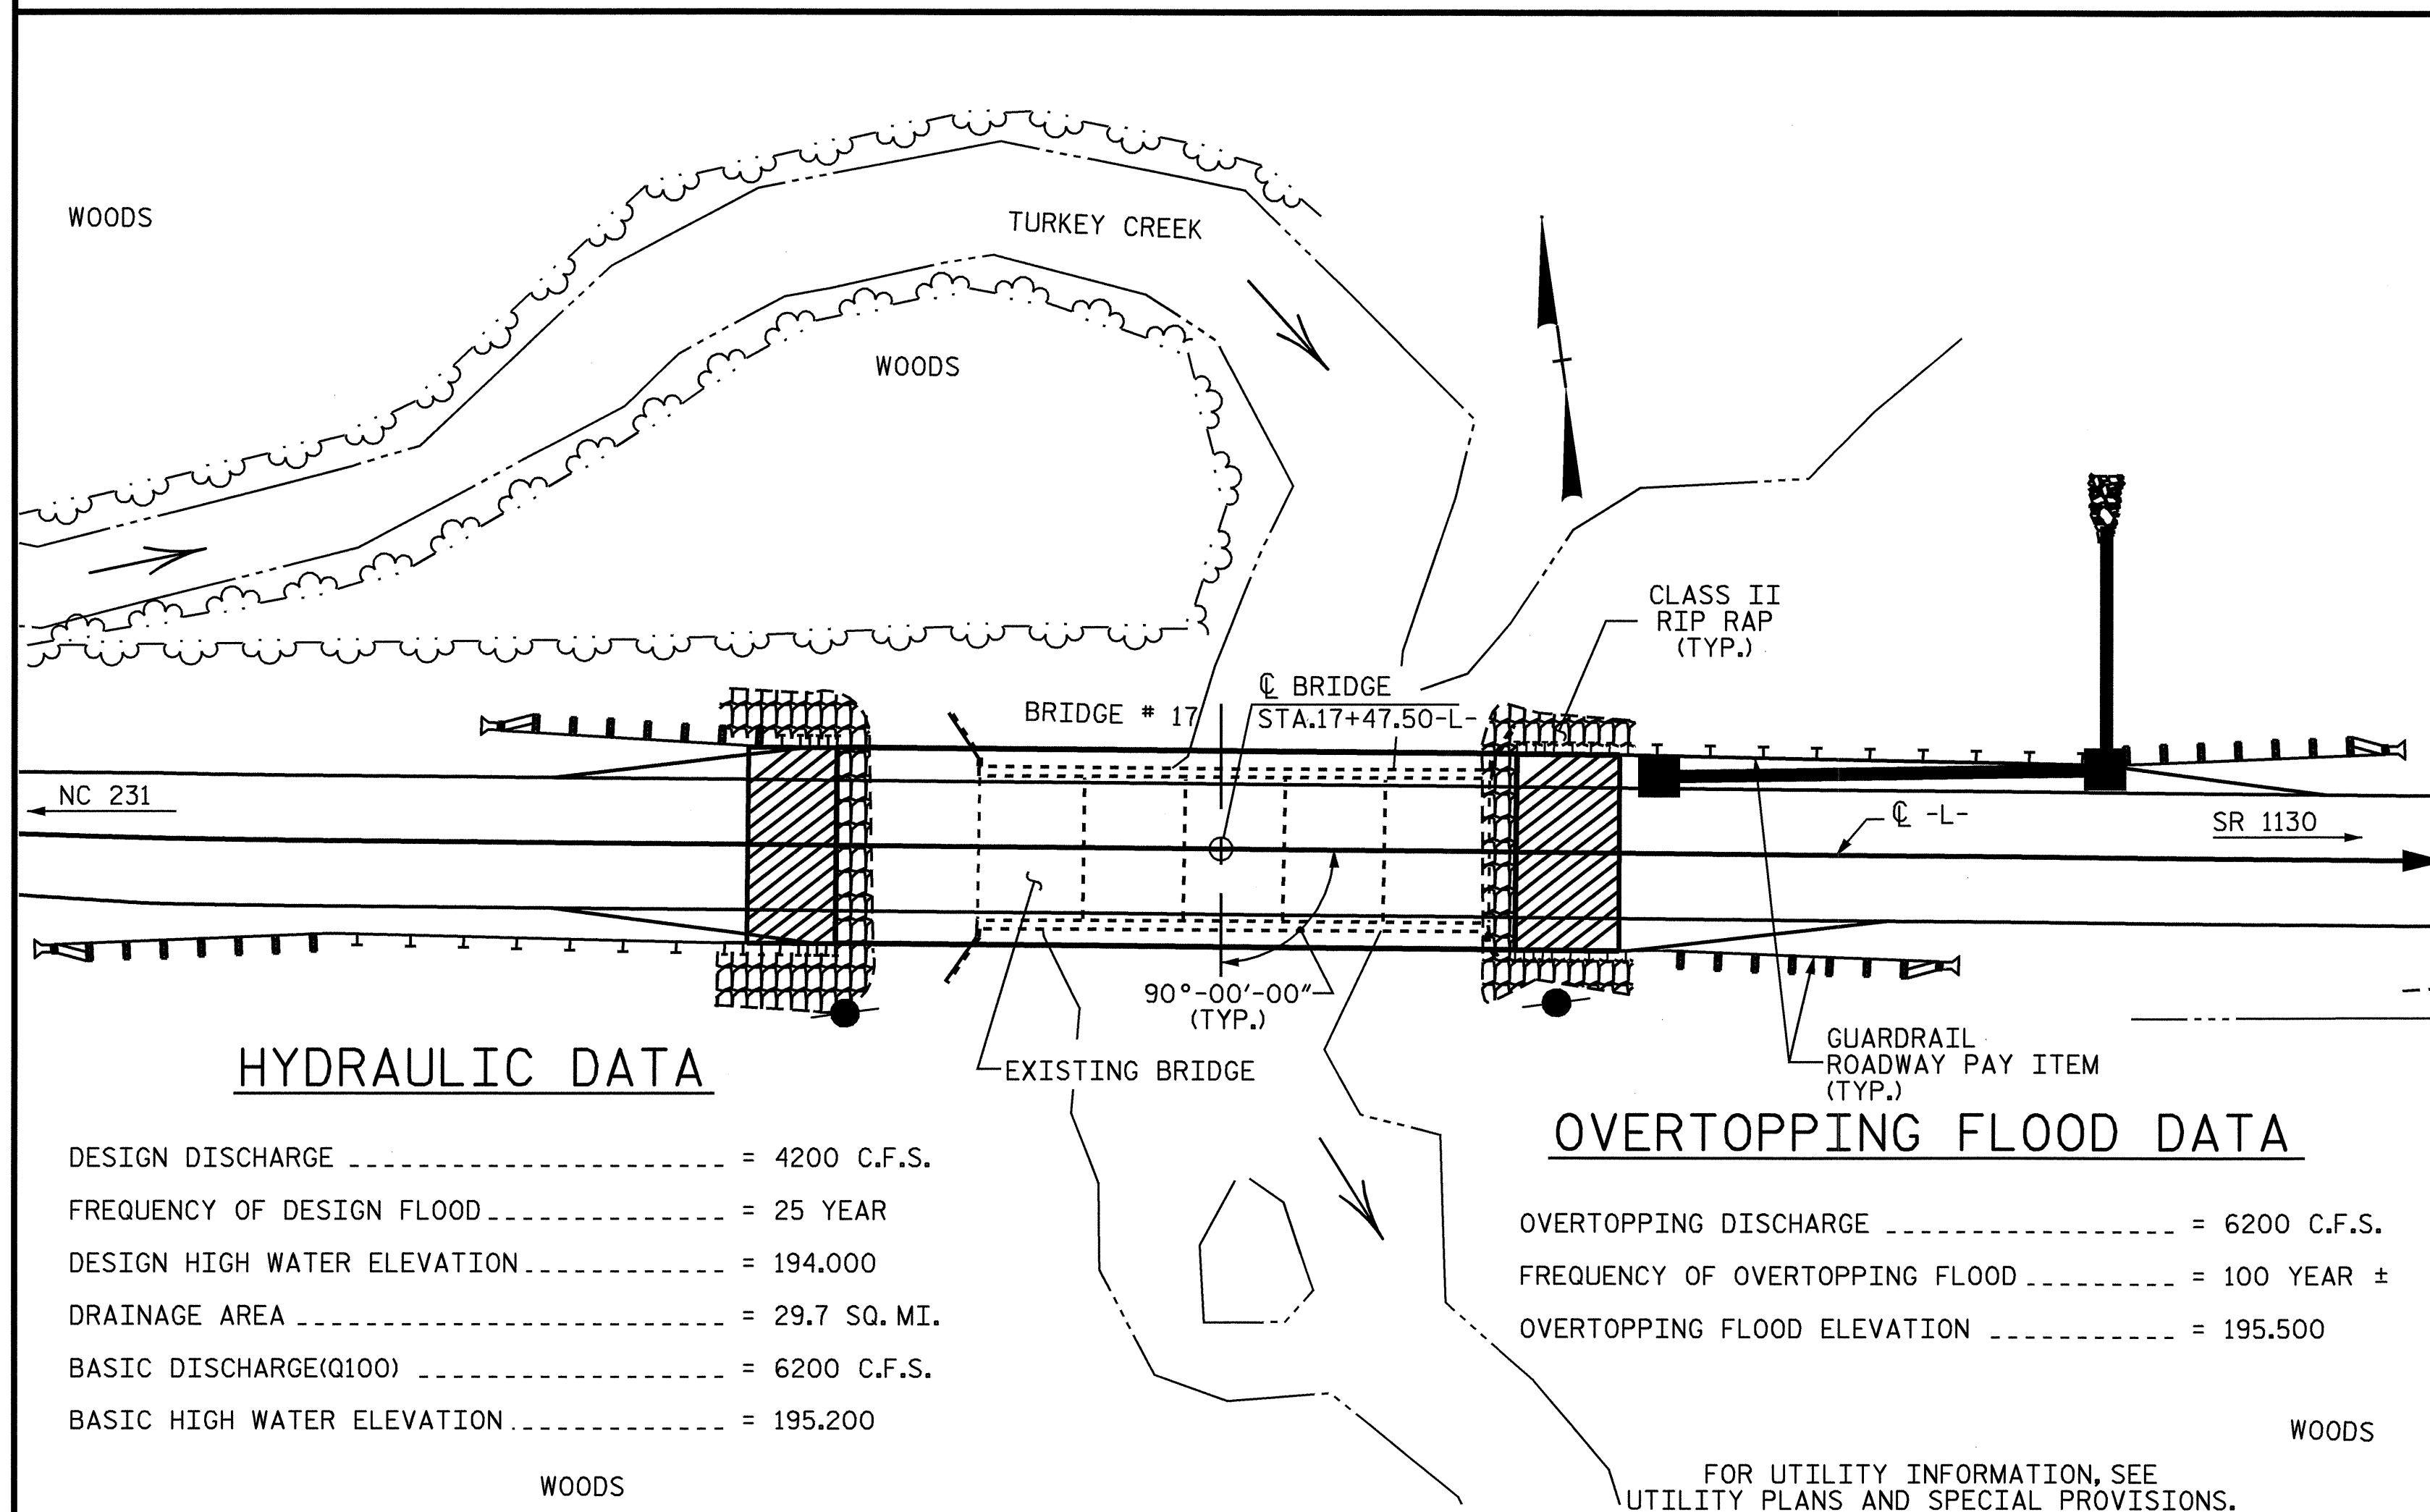 WOODS
TURKEY CREEK
WOODS
CLASS II
RIP RAP
(TYP.)
BRIDGE # 17
℄ BRIDGE
STA.17+47.50-L-
NC 231
℄ -L-
SR 1130
90°-00'-00"
(TYP.)
EXISTING BRIDGE
GUARDRAIL
ROADWAY PAY ITEM
(TYP.)
HYDRAULIC DATA
DESIGN DISCHARGE = 4200 C.F.S.
FREQUENCY OF DESIGN FLOOD = 25 YEAR
DESIGN HIGH WATER ELEVATION = 194.000
DRAINAGE AREA = 29.7 SQ. MI.
BASIC DISCHARGE(Q100) = 6200 C.F.S.
BASIC HIGH WATER ELEVATION = 195.200
OVERTOPPING FLOOD DATA
OVERTOPPING DISCHARGE = 6200 C.F.S.
FREQUENCY OF OVERTOPPING FLOOD = 100 YEAR ±
OVERTOPPING FLOOD ELEVATION = 195.500
WOODS
WOODS
FOR UTILITY INFORMATION, SEE
UTILITY PLANS AND SPECIAL PROVISIONS.